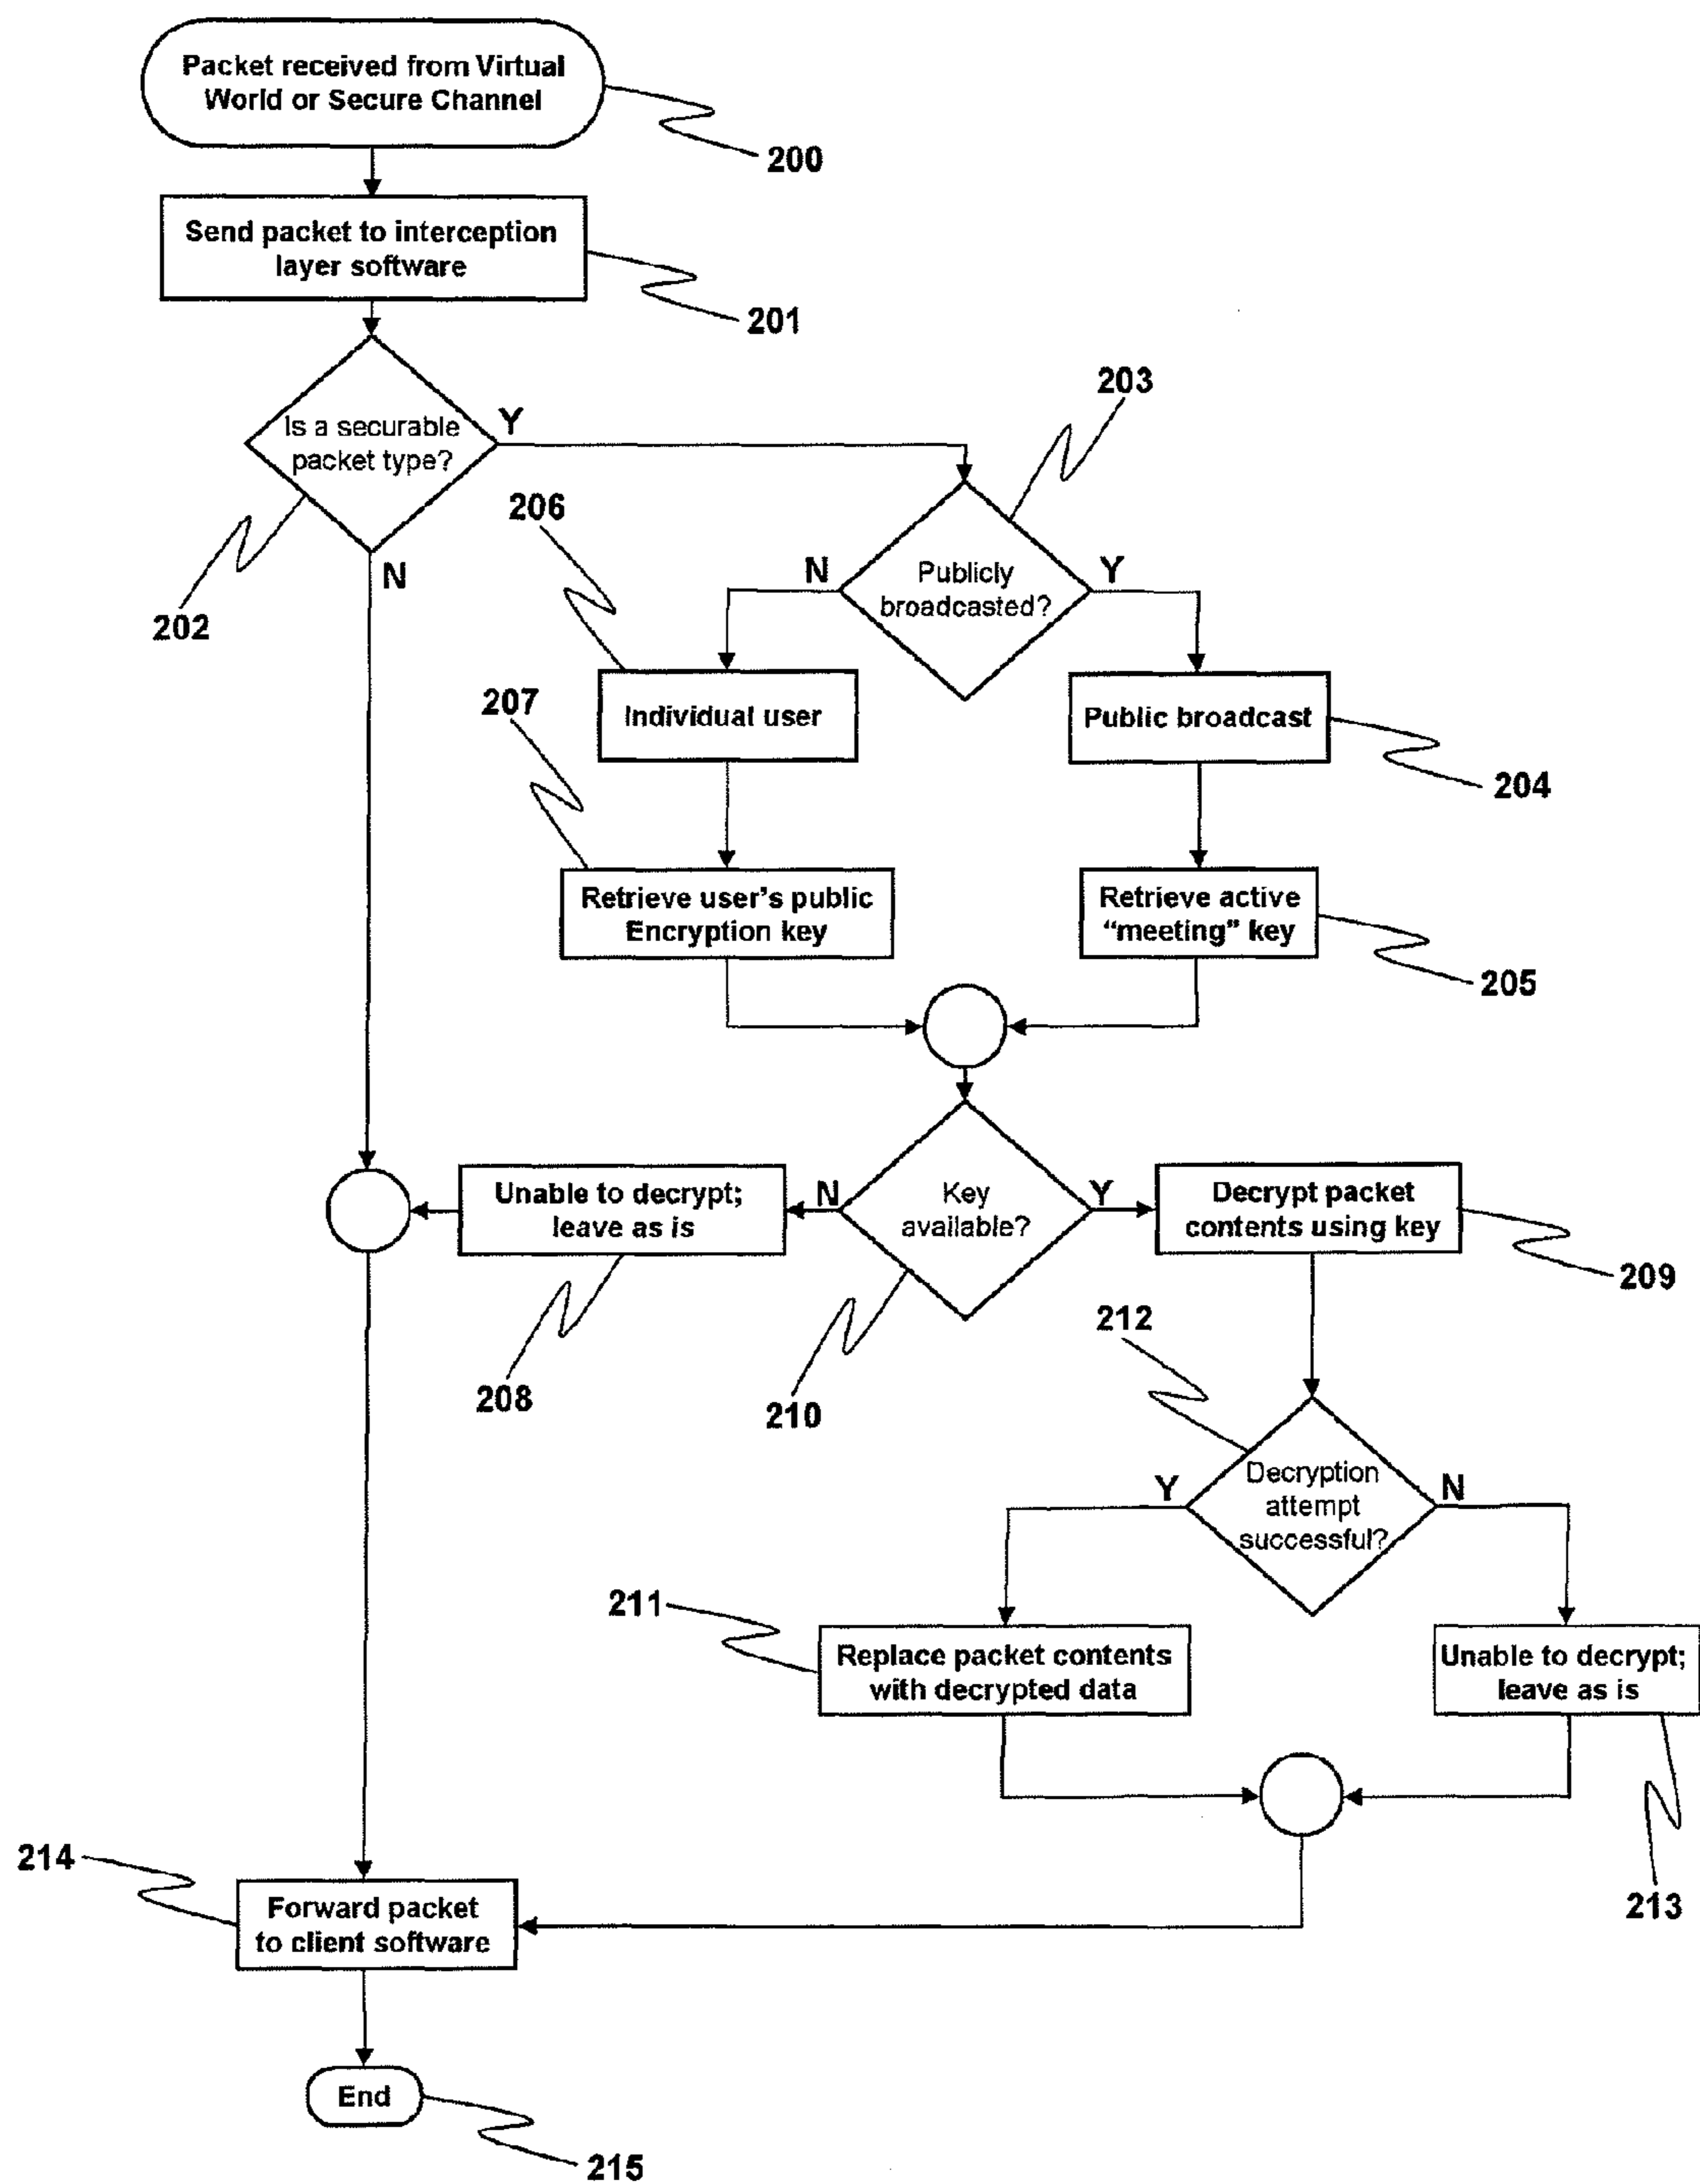 Packet received from Virtual
World or Secure Channel
200
Send packet to interception
layer software
201
Is a securable
packet type?
Y
N
202
203
Publicly
broadcasted?
N
Y
206
Individual user
Public broadcast
204
207
Retrieve user's public
Encryption key
Retrieve active
“meeting” key
205
Key
available?
N
Y
210
Unable to decrypt;
leave as is
208
Decrypt packet
contents using key
209
212
Decryption
attempt
successful?
Y
N
211
Replace packet contents
with decrypted data
Unable to decrypt;
leave as is
213
214
Forward packet
to client software
End
215